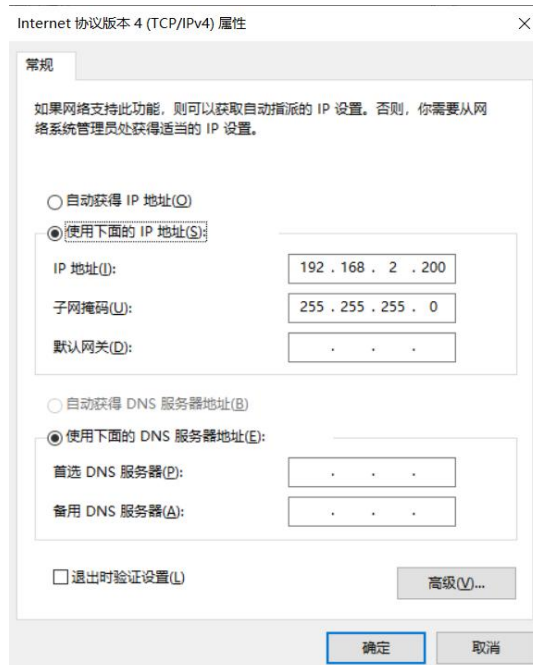 Internet 协议版本 4 (TCP/IPv4) 属性
常规
如果网络支持此功能，则可以获取自动指派的 IP 设置。否则，你需要从网
络系统管理员处获得适当的 IP 设置。
自动获得 IP 地址(O)
使用下面的 IP 地址(S):
IP 地址(I): 192 . 168 . 2 . 200
子网掩码(U): 255 . 255 . 255 . 0
默认网关(D): . . .
自动获得 DNS 服务器地址(B)
使用下面的 DNS 服务器地址(E):
首选 DNS 服务器(P): . . .
备用 DNS 服务器(A): . . .
退出时验证设置(L)
高级(V)...
确定 取消